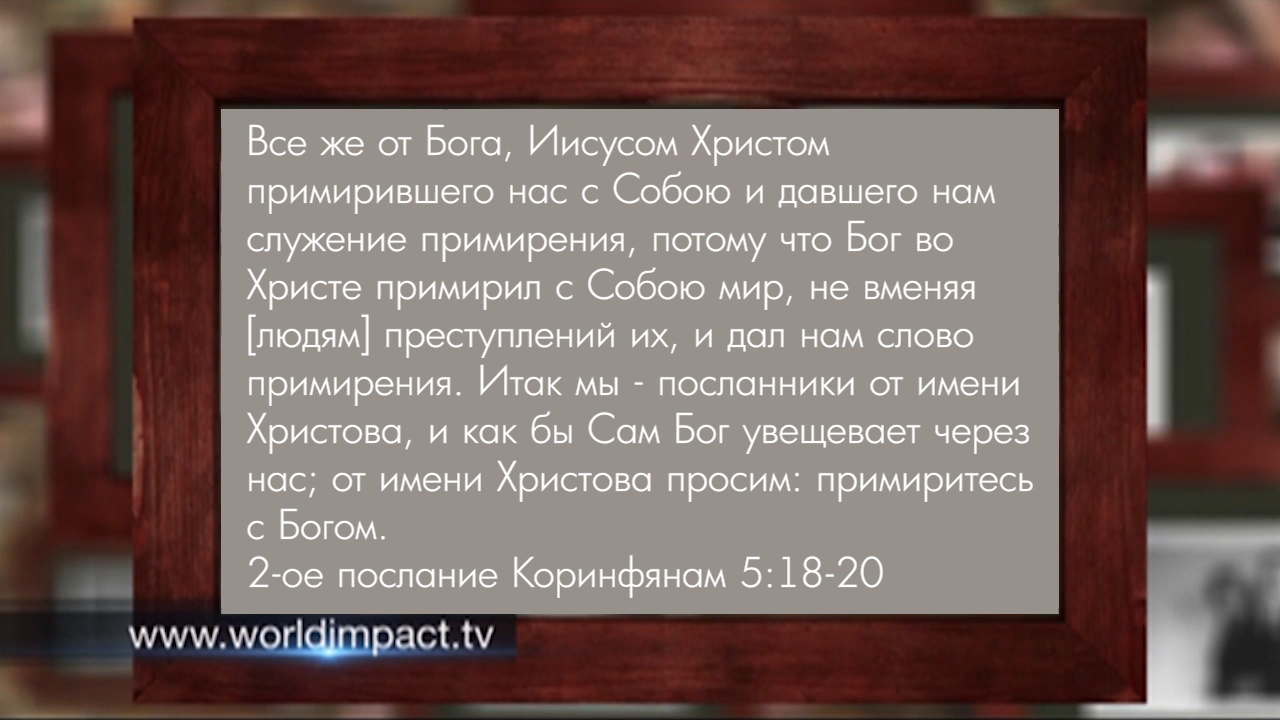 Все же от Бога, Иисусом Христом
примирившего нас с Собою и давшего нам
служение примирения, потому что Бог во
Христе примирил с Собою мир, не вменяя
[людям] преступлений их, и дал нам слово
примирения. Итак мы - посланники от имени
Христова, и как бы Сам Бог увещевает через
нас; от имени Христова просим: примиритесь
с Богом.
2-ое послание Коринфянам 5:18-20
www.worldimpact.tv